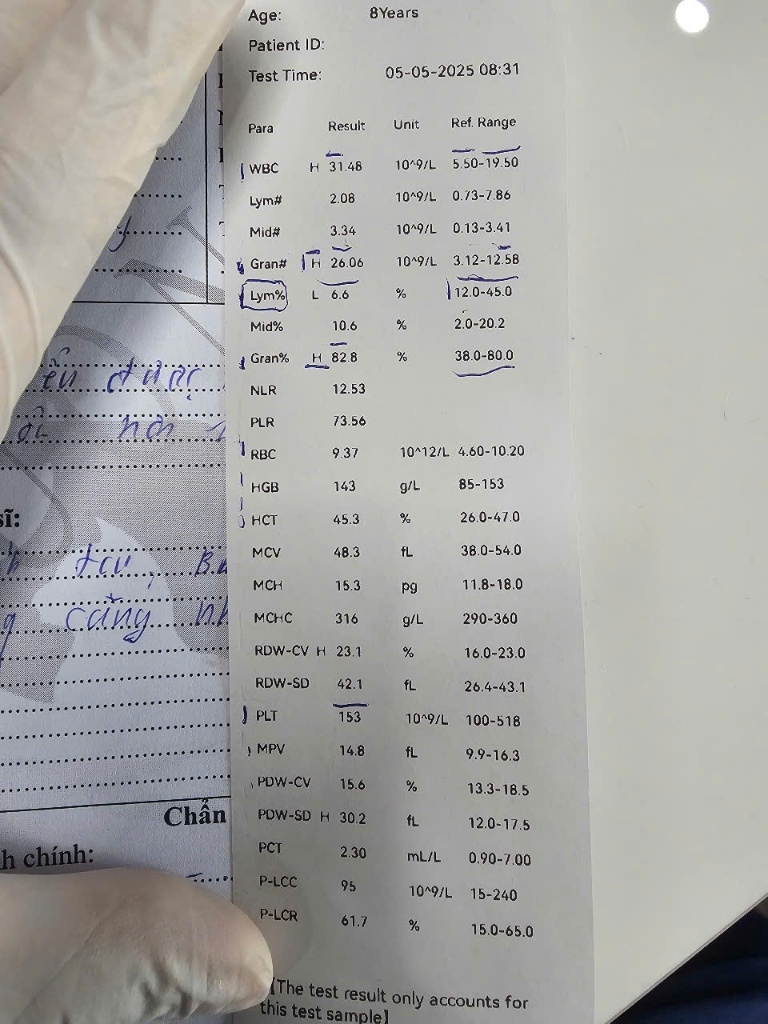 Age: 8Years
Patient ID:
Test Time: 05-05-2025 08:31
Para Result Unit Ref. Range
WBC H 31.48 10^9/L 5.50-19.50
Lym# 2.08 10^9/L 0.73-7.86
Mid# 3.34 10^9/L 0.13-3.41
Gran# H 26.06 10^9/L 3.12-12.58
Lym% L 6.6 % 12.0-45.0
Mid% 10.6 % 2.0-20.2
Gran% H 82.8 % 38.0-80.0
NLR 12.53
PLR 73.56
RBC 9.37 10^12/L 4.60-10.20
HGB 143 g/L 85-153
HCT 45.3 % 26.0-47.0
MCV 48.3 fL 38.0-54.0
MCH 15.3 pg 11.8-18.0
MCHC 316 g/L 290-360
RDW-CV H 23.1 % 16.0-23.0
RDW-SD 42.1 fL 26.4-43.1
PLT 153 10^9/L 100-518
MPV 14.8 fL 9.9-16.3
PDW-CV 15.6 % 13.3-18.5
PDW-SD H 30.2 fL 12.0-17.5
PCT 2.30 mL/L 0.90-7.00
P-LCC 95 10^9/L 15-240
P-LCR 61.7 % 15.0-65.0
[The test result only accounts for
this test sample]
được
sĩ:
căng
Chẩn
h chính: